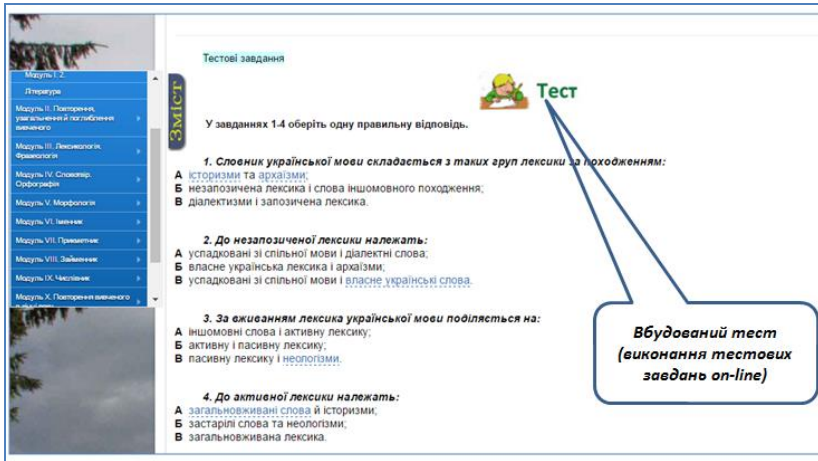 Тестові завдання
Тест
У завданнях 1-4 оберіть одну правильну відповідь.
1. Словник української мови складається з таких груп лексики за походженням:
А історизми та архаїзми;
Б незапозичена лексика і слова іншомовного походження;
В діалектизми і запозичена лексика.
2. До незапозиченої лексики належать:
А успадковані зі спільної мови і діалектні слова;
Б власне українська лексика і архаїзми;
В успадковані зі спільної мови і власне українські слова.
3. За вживанням лексика української мови поділяється на:
А іншомовні слова і активну лексику;
Б активну і пасивну лексику;
В пасивну лексику і неологізми.
4. До активної лексики належать:
А загальновживані слова й історизми;
Б застарілі слова та неологізми;
В загальновживана лексика.
Модуль І. 2.
Література
Модуль ІІ. Повторення,
узагальнення й поглиблення
вивченого
Модуль ІІІ. Лексикологія.
Фразеологія
Модуль IV. Словотвір.
Орфографія
Модуль V. Морфологія
Модуль VI. Іменник
Модуль VII. Прикметник
Модуль VIII. Займенник
Модуль IX. Числівник
Модуль X. Повторення вивченого
Зміст
Вбудований тест
(виконання тестових
завдань on-line)